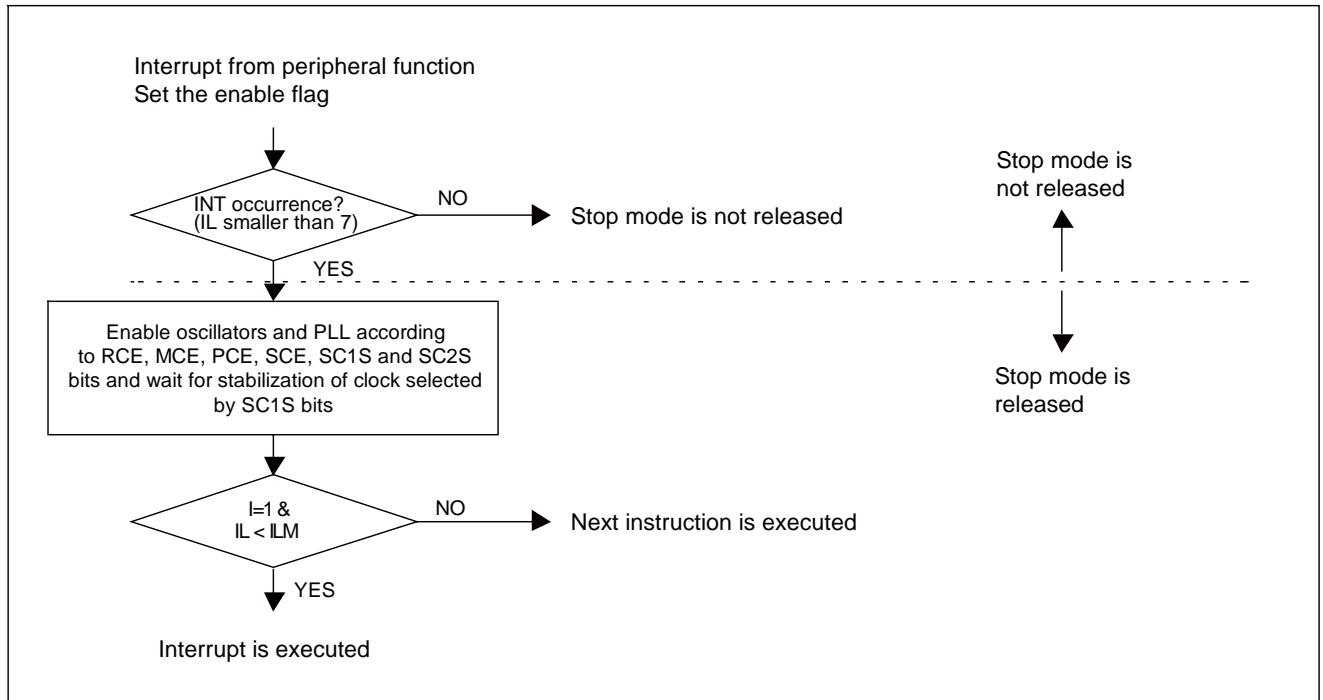 Interrupt from peripheral function
Set the enable flag
INT occurrence?
(IL smaller than 7)
NO
Stop mode is not released
Stop mode is
not released
YES
Enable oscillators and PLL according
to RCE, MCE, PCE, SCE, SC1S and SC2S
bits and wait for stabilization of clock selected
by SC1S bits
Stop mode is
released
I=1 &
IL < ILM
NO
Next instruction is executed
YES
Interrupt is executed